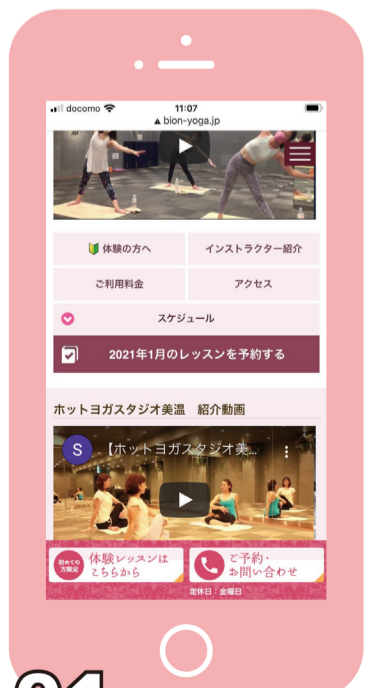 docomo
11:07
▲ bion-yoga.jp
体験の方へ
インストラクター紹介
ご利用料金
アクセス
スケジュール
2021年1月のレッスンを予約する
ホットヨガスタジオ美温 紹介動画
S
【ホットヨガスタジオ美...
初めての
方限定
体験レッスンは
こちらから
ご予約・
お問い合わせ
定休日：金曜日